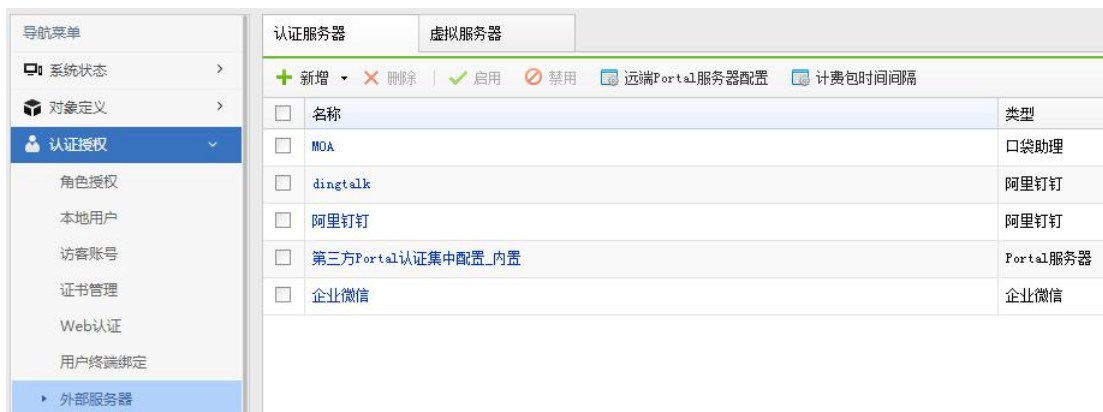 导航菜单
系统状态
对象定义
认证授权
角色授权
本地用户
访客账号
证书管理
Web认证
用户终端绑定
外部服务器
认证服务器 虚拟服务器
新增 删除 启用 禁用 远端Portal服务器配置 计费包时间间隔
名称 类型
MOA 口袋助理
dingtalk 阿里钉钉
阿里钉钉 阿里钉钉
第三方Portal认证集中配置_内置 Portal服务器
企业微信 企业微信